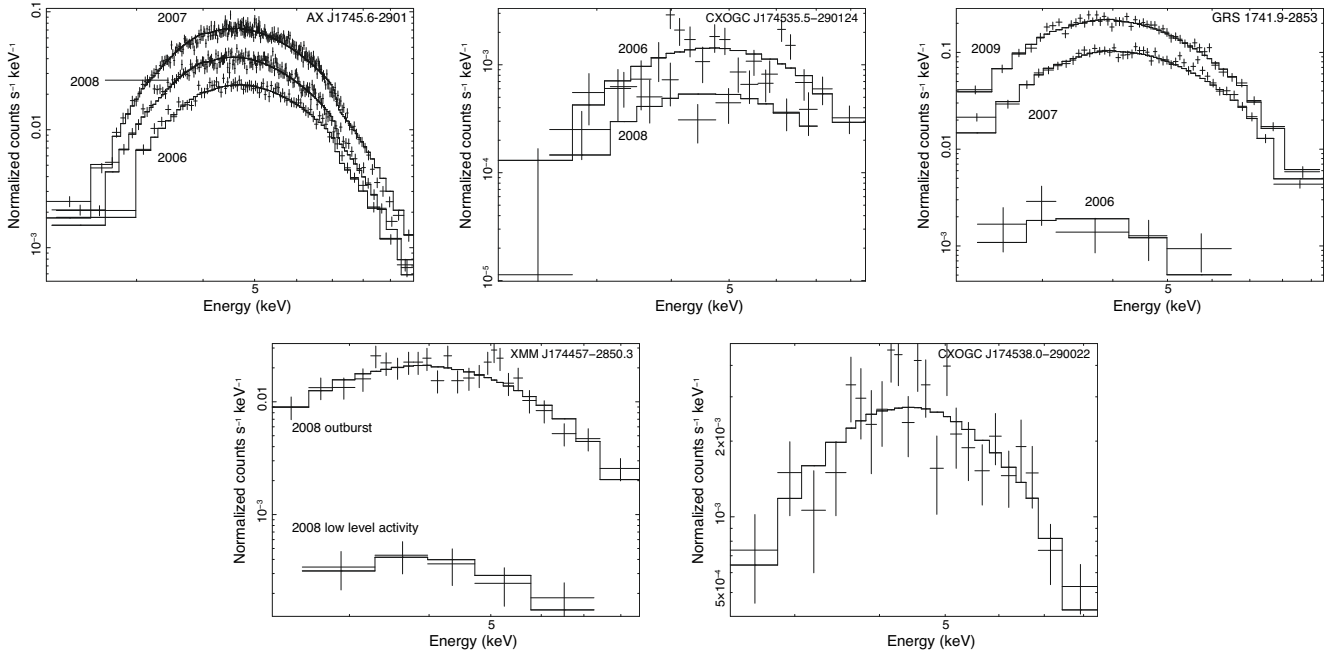 AX J1745.6-2901
2007
2008
2006
0.1
0.01
10⁻³
Normalized counts s⁻¹ keV⁻¹
5
Energy (keV)
CXOGC J174535.5-290124
2006
2008
10⁻³
10⁻⁴
10⁻⁵
Normalized counts s⁻¹ keV⁻¹
5
Energy (keV)
GRS 1741.9-2853
2009
2007
2006
0.1
0.01
10⁻³
Normalized counts s⁻¹ keV⁻¹
5
Energy (keV)
XMM J174457-2850.3
2008 outburst
2008 low level activity
0.01
10⁻³
Normalized counts s⁻¹ keV⁻¹
5
Energy (keV)
CXOGC J174538.0-290022
2×10⁻³
10⁻³
5×10⁻⁴
Normalized counts s⁻¹ keV⁻¹
5
Energy (keV)